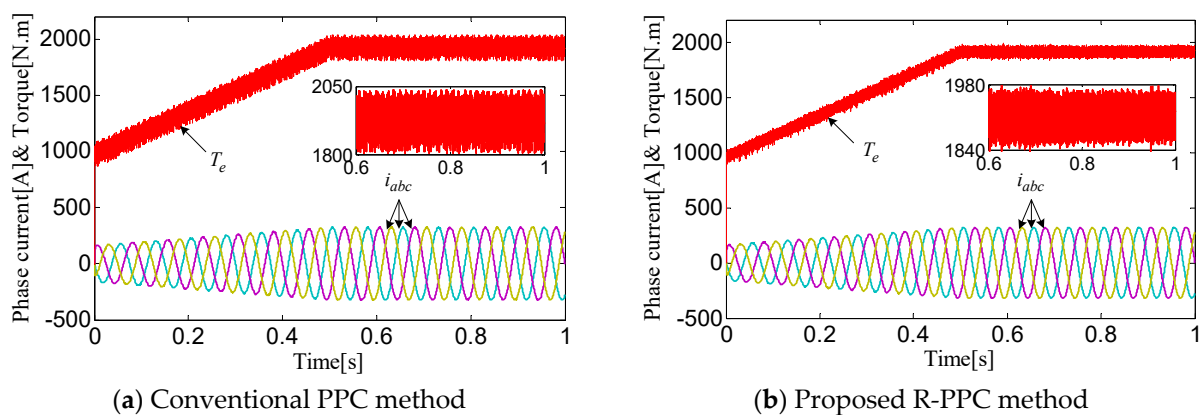 Phase current[A]& Torque[N.m]
2000
1500
1000
500
0
-500
2050
1800
0.6 0.8 1
T_e
i_abc
0 0.2 0.4 0.6 0.8 1
Time[s]
(a) Conventional PPC method
Phase current[A]& Torque[N.m]
2000
1500
1000
500
0
-500
1980
1840
0.6 0.8 1
T_e
i_abc
0 0.2 0.4 0.6 0.8 1
Time[s]
(b) Proposed R-PPC method